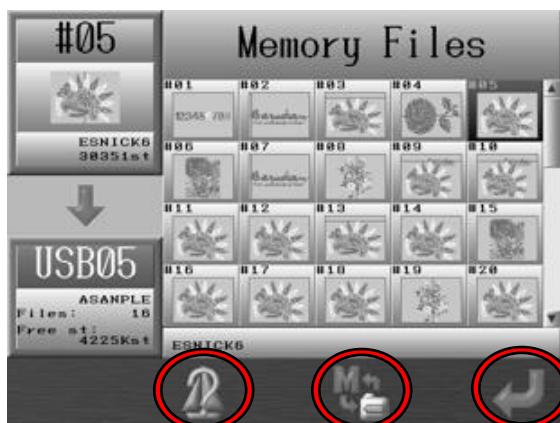 #05
Memory Files
ESNICK6
30351st
#01
#02
#03
#04
#05
#06
#07
#08
#09
#10
#11
#12
#13
#14
#15
#16
#17
#18
#19
#20
USB05
ASANPLE
Files: 16
Free st:
4225Kst
ESNICK6
M